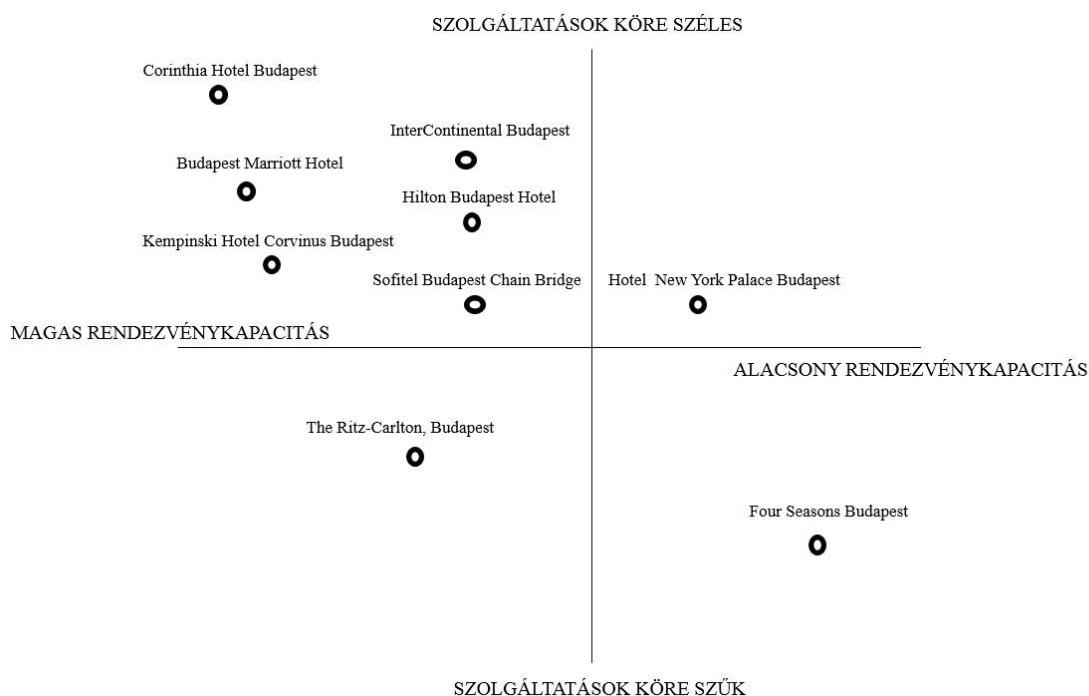 SZOLGÁLTATÁSOK KÖRE SZÉLES
Corinthia Hotel Budapest
InterContinental Budapest
Budapest Marriott Hotel
Hilton Budapest Hotel
Kempinski Hotel Corvinus Budapest
Sofitel Budapest Chain Bridge
Hotel New York Palace Budapest
MAGAS RENDEZVÉNYKAPACITÁS
ALACSONY RENDEZVÉNYKAPACITÁS
The Ritz-Carlton, Budapest
Four Seasons Budapest
SZOLGÁLTATÁSOK KÖRE SZŰK